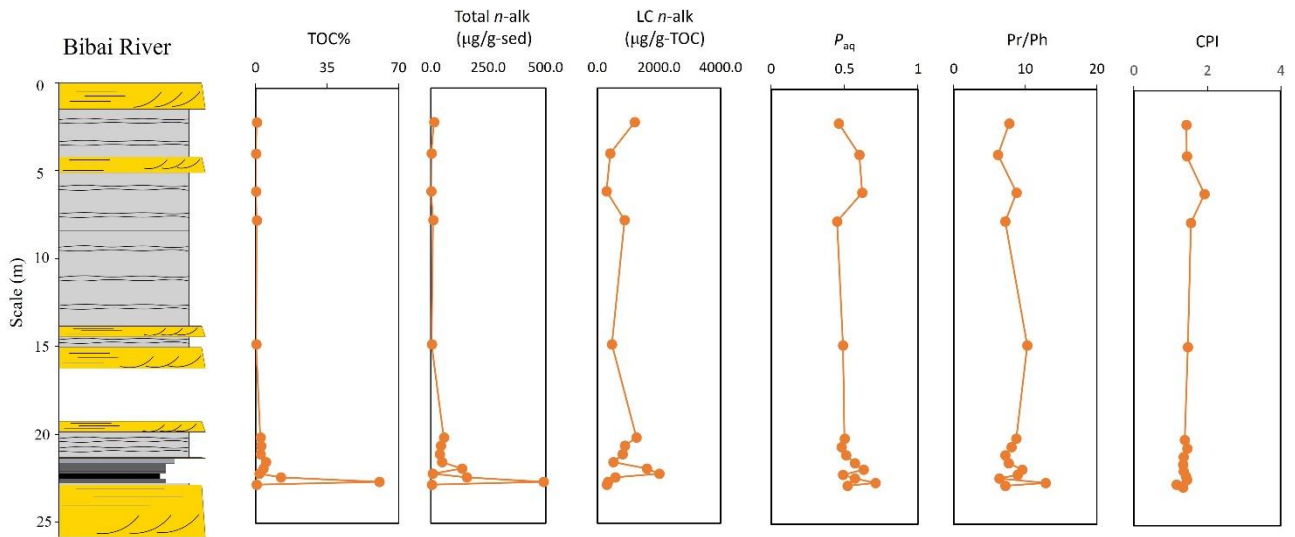 Bibai River
TOC%
0 35 70
Total n-alk
(μg/g-sed)
0.0 250.0 500.0
LC n-alk
(μg/g-TOC)
0.0 2000.0 4000.0
Paq
0 0.5 1
Pr/Ph
0 10 20
CPI
0 2 4
Scale (m)
0
5
10
15
20
25